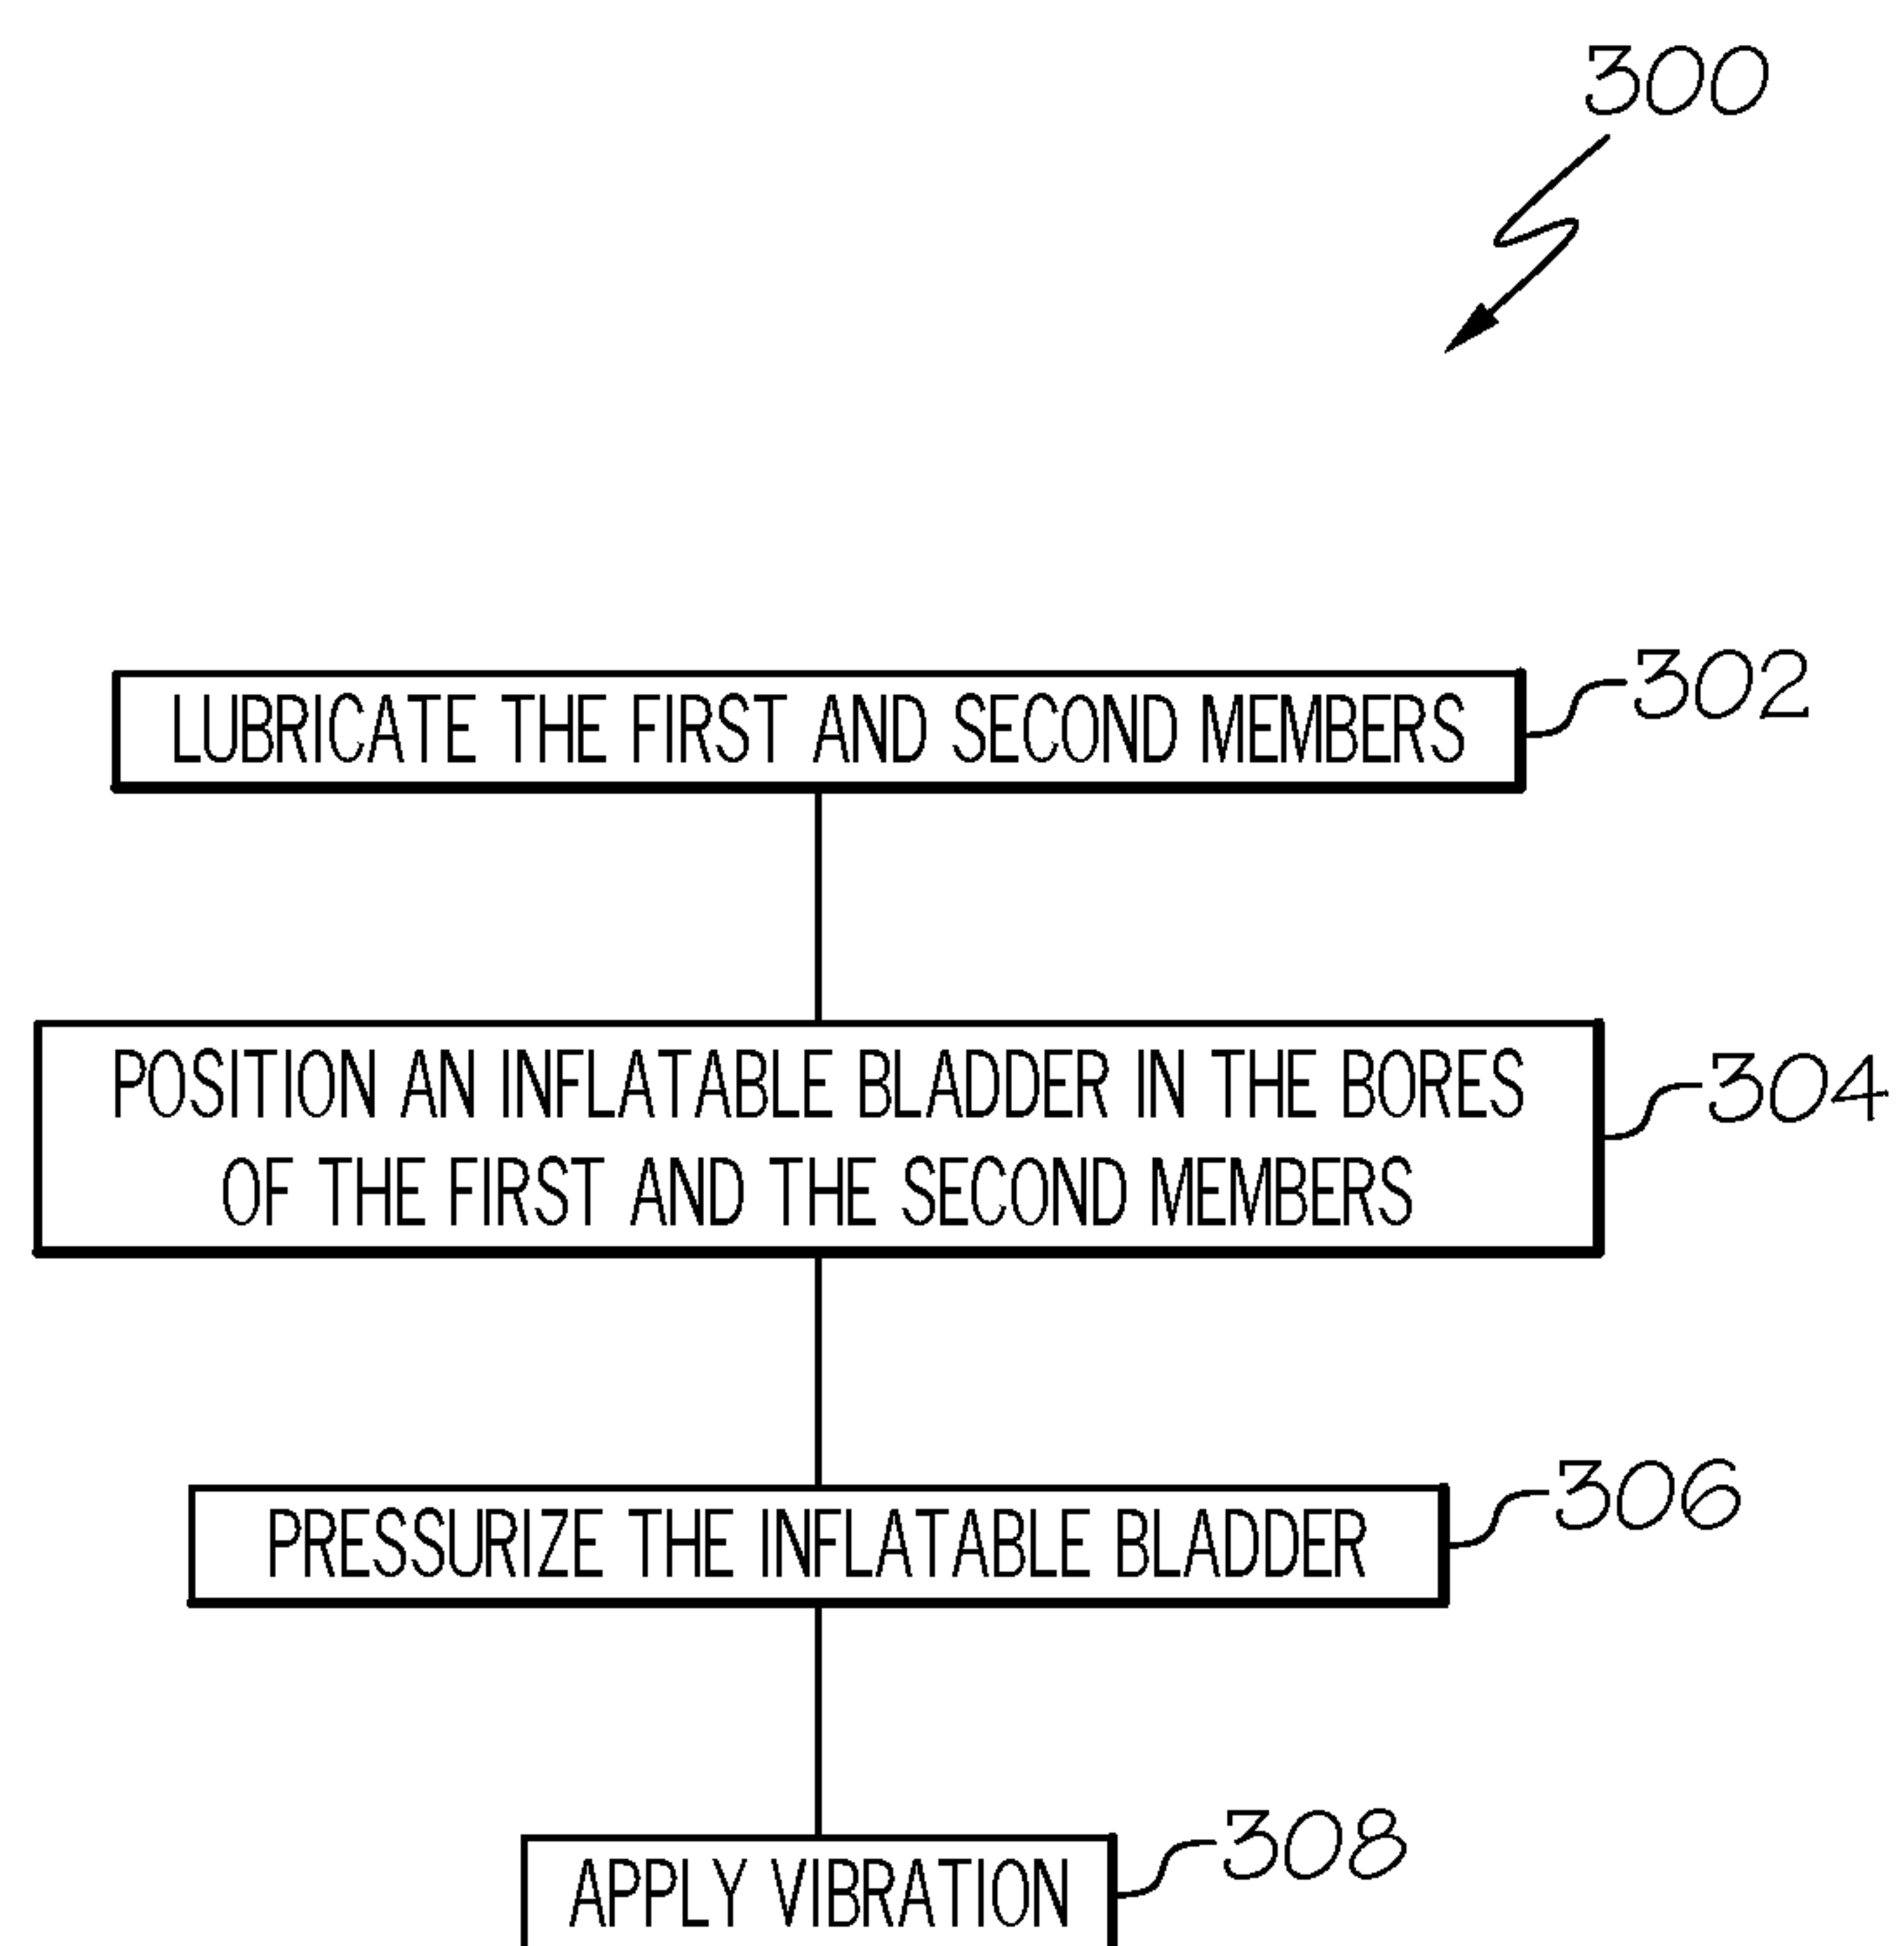 300
LUBRICATE THE FIRST AND SECOND MEMBERS
302
POSITION AN INFLATABLE BLADDER IN THE BORES
OF THE FIRST AND THE SECOND MEMBERS
304
PRESSURIZE THE INFLATABLE BLADDER
306
APPLY VIBRATION
308